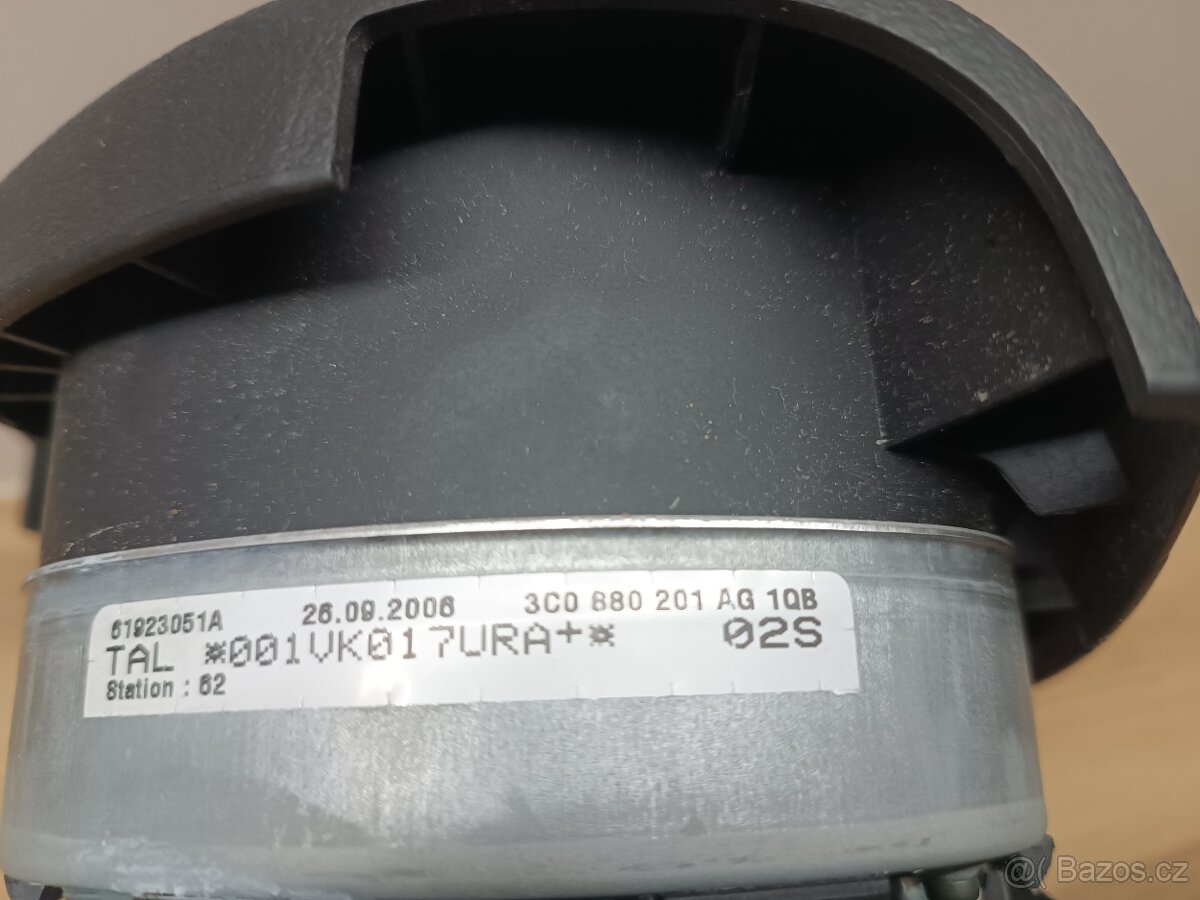 61923051A 26.09.2006 3C0 880 201 AG 1QB
TAL *001VK017URA+* 02S
Station : 62
@ Bazos.cz